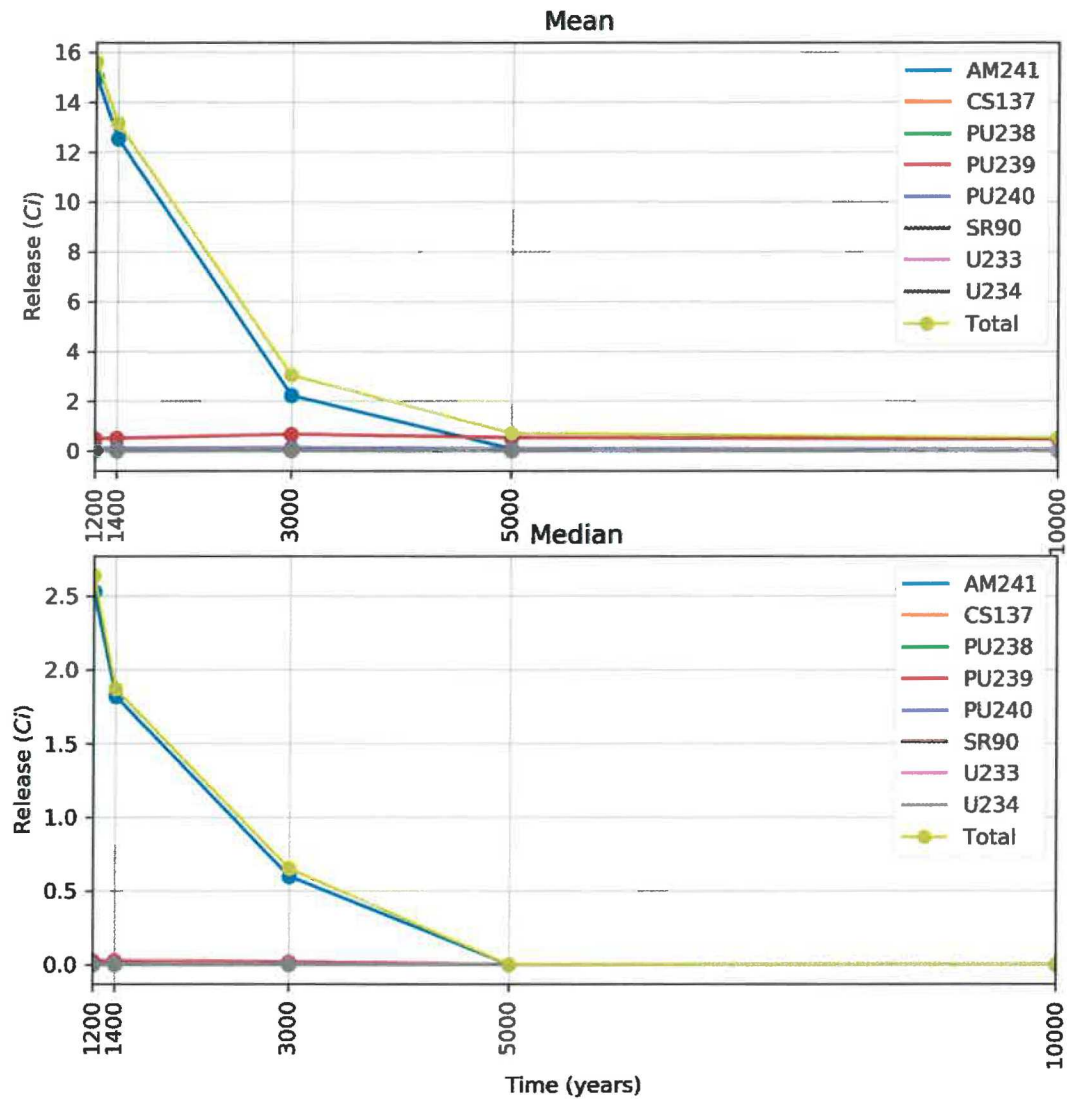 Mean
16
14
12
10
8
6
4
2
0
Release (Ci)
AM241
CS137
PU238
PU239
PU240
SR90
U233
U234
Total
1200
1400
3000
5000
10000
Median
2.5
2.0
1.5
1.0
0.5
0.0
Release (Ci)
AM241
CS137
PU238
PU239
PU240
SR90
U233
U234
Total
1200
1400
3000
5000
10000
Time (years)